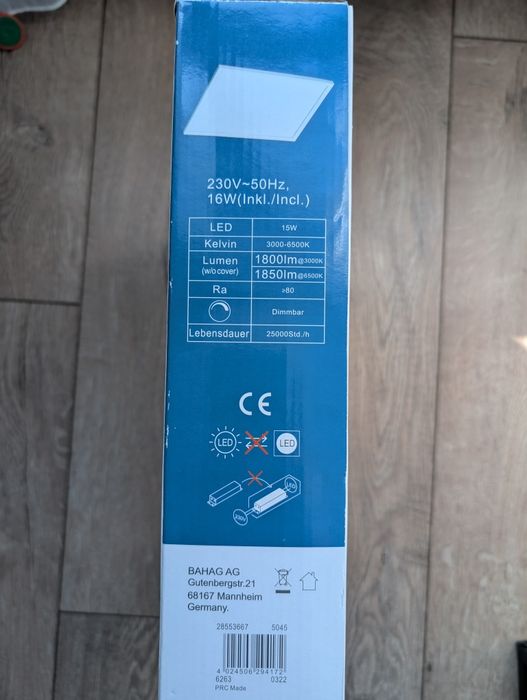 230V~50Hz,
16W(Inkl./Incl.)
LED 15W
Kelvin 3000-6500K
Lumen 1800lm@3000K
(w/o cover) 1850lm@6500K
Ra ≥80
Dimmbar
Lebensdauer 25000Std./h
CE
LED LED
LED
230V
BAHAG AG
Gutenbergstr.21
68167 Mannheim
Germany.
28553667 5045
4 024506 294172
6263 0322
PRC Made